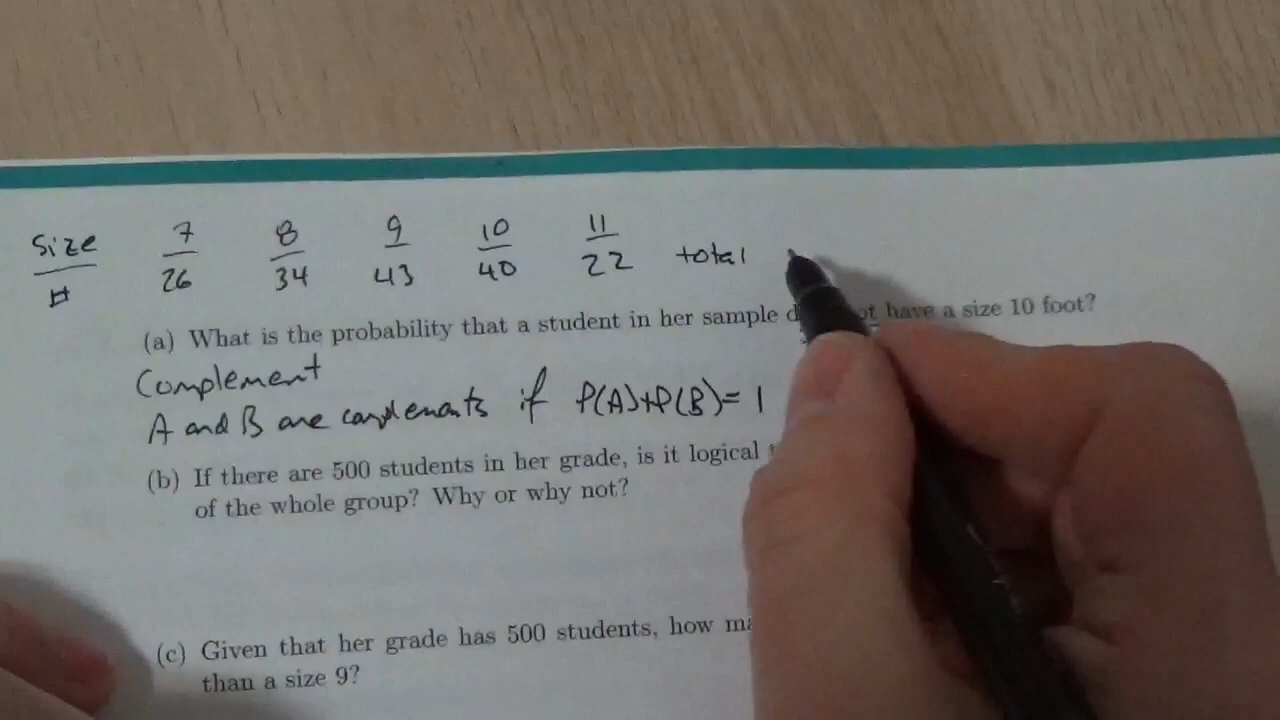 Size 7 8 9 10 11
# 26 34 43 40 22 total
(a) What is the probability that a student in her sample have a size 10 foot?
Complement
A and B are complements if P(A)+P(B)=1
(b) If there are 500 students in her grade, is it logical
of the whole group? Why or why not?
(c) Given that her grade has 500 students, how
than a size 9?